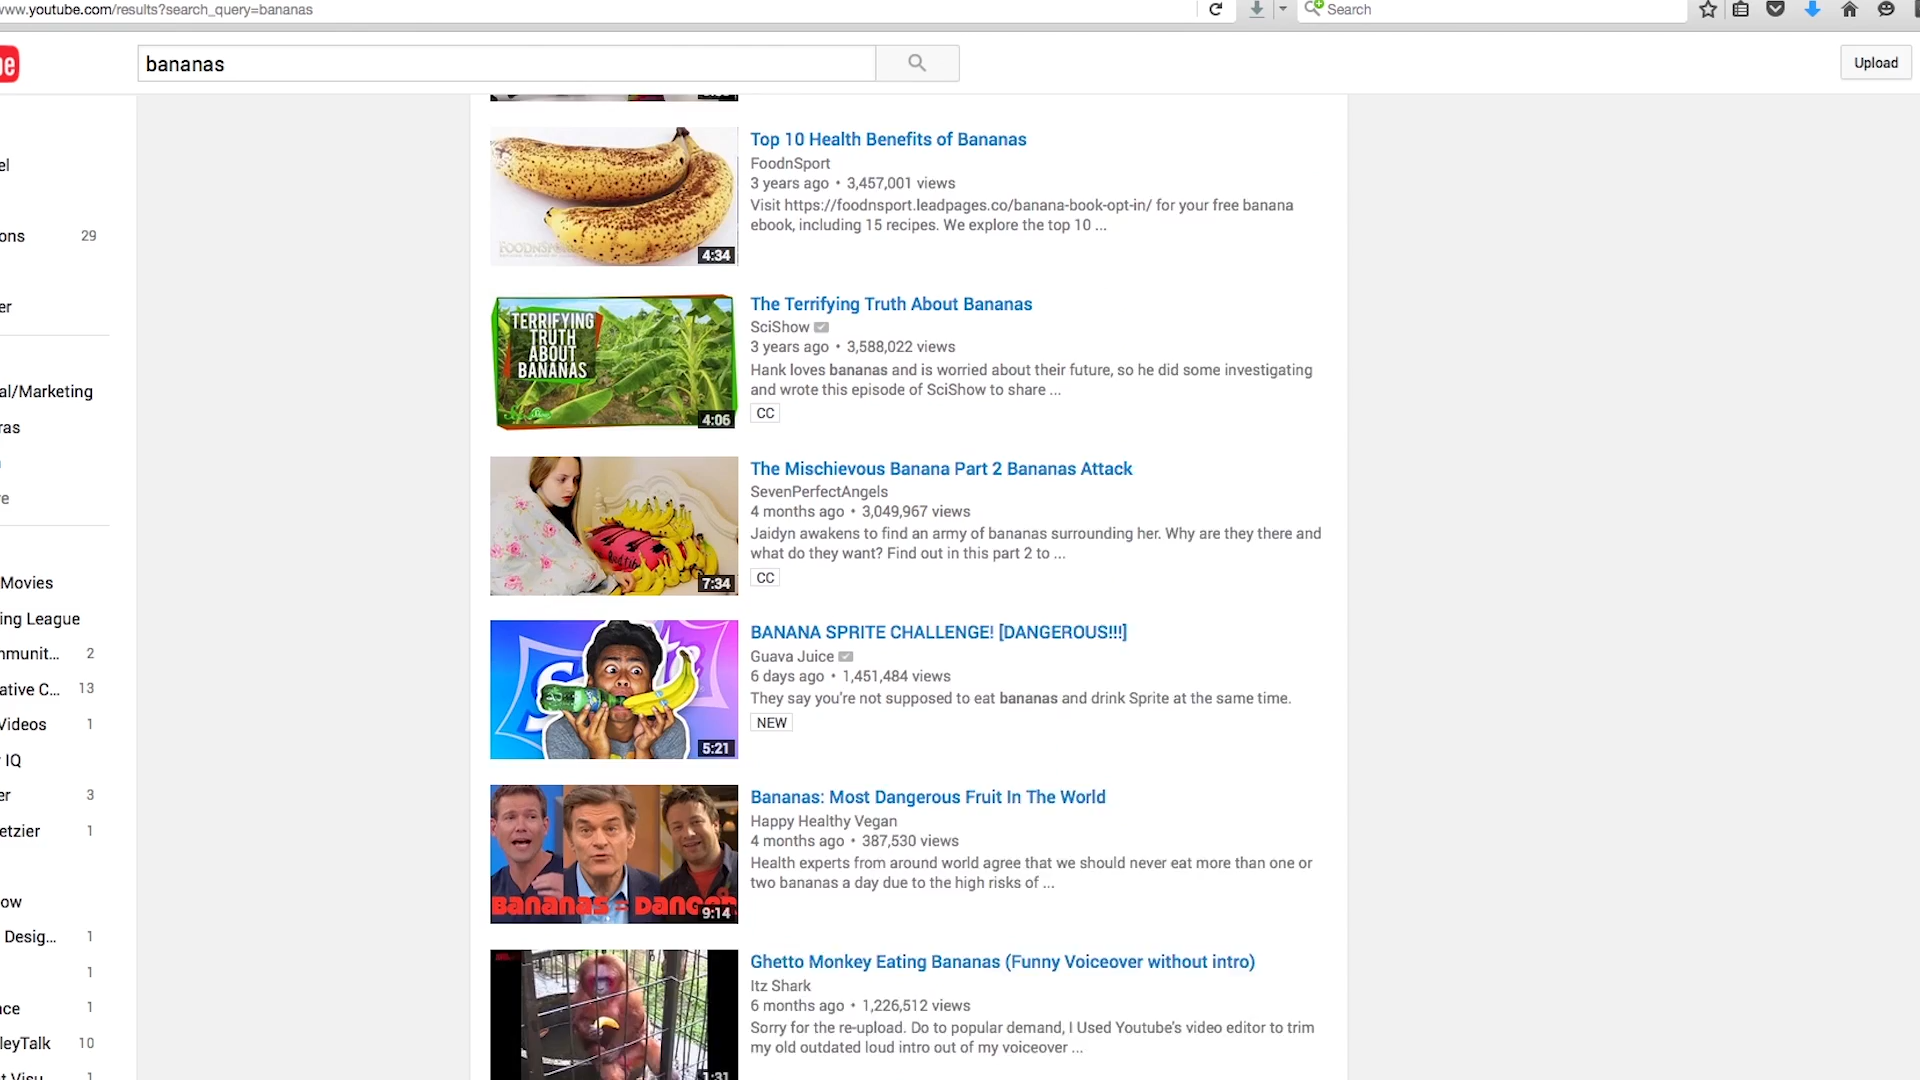 www.youtube.com/results?search_query=bananas
Search
bananas
Upload
Top 10 Health Benefits of Bananas
FoodnSport
3 years ago • 3,457,001 views
Visit https://foodnsport.leadpages.co/banana-book-opt-in/ for your free banana
ebook, including 15 recipes. We explore the top 10 ...
FOODNSP
4:34
el
ons 29
er
The Terrifying Truth About Bananas
SciShow
3 years ago • 3,588,022 views
Hank loves bananas and is worried about their future, so he did some investigating
and wrote this episode of SciShow to share ...
CC
TERRIFYING
TRUTH
ABOUT
BANANAS
4:06
al/Marketing
ras
re
The Mischievous Banana Part 2 Bananas Attack
SevenPerfectAngels
4 months ago • 3,049,967 views
Jaidyn awakens to find an army of bananas surrounding her. Why are they there and
what do they want? Find out in this part 2 to ...
CC
7:34
Movies
ing League
nmunit... 2
ative C... 13
Videos 1
IQ
er 3
etzier 1
BANANA SPRITE CHALLENGE! [DANGEROUS!!!]
Guava Juice
6 days ago • 1,451,484 views
They say you're not supposed to eat bananas and drink Sprite at the same time.
NEW
5:21
Bananas: Most Dangerous Fruit In The World
Happy Healthy Vegan
4 months ago • 387,530 views
Health experts from around world agree that we should never eat more than one or
two bananas a day due to the high risks of ...
Bananas = Danger
9:14
ow
Desig... 1
1
ce 1
leyTalk 10
t Visu... 1
Ghetto Monkey Eating Bananas (Funny Voiceover without intro)
Itz Shark
6 months ago • 1,226,512 views
Sorry for the re-upload. Do to popular demand, I Used Youtube's video editor to trim
my old outdated loud intro out of my voiceover ...
1:31